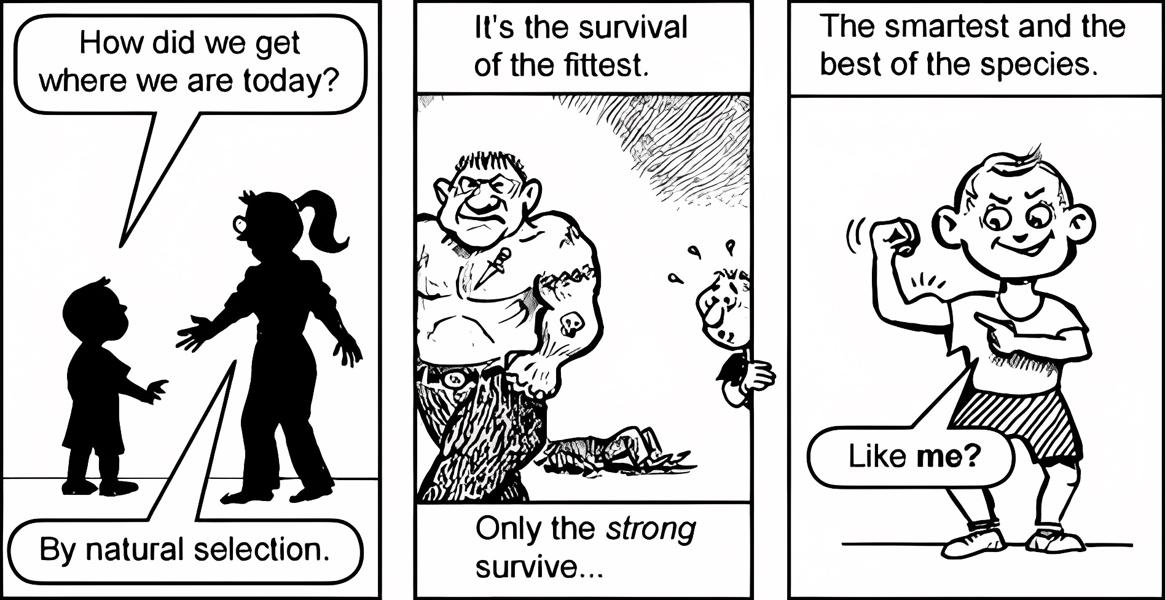 How did we get
where we are today?
By natural selection.
It's the survival
of the fittest.
Only the strong
survive...
The smartest and the
best of the species.
Like me?